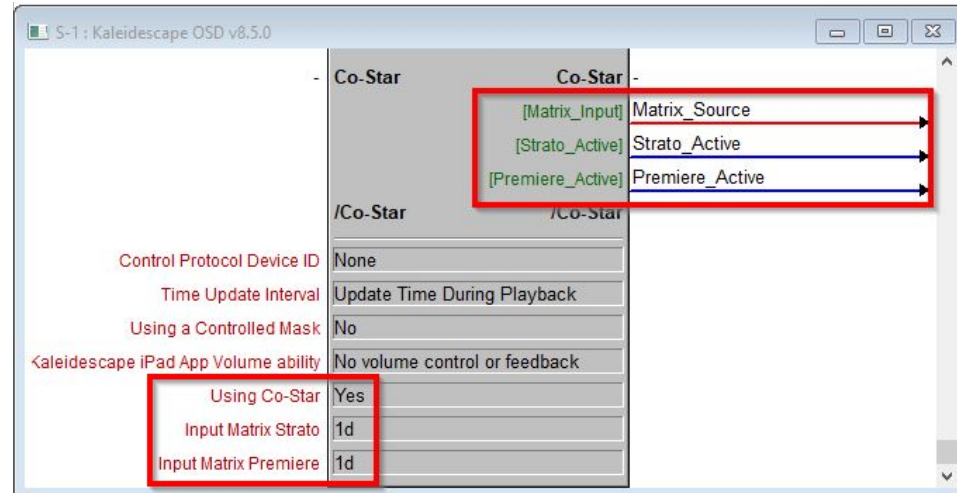 S-1 : Kaleidescape OSD v8.5.0
- Co-Star Co-Star -
[Matrix_Input] Matrix_Source
[Strato_Active] Strato_Active
[Premiere_Active] Premiere_Active
/Co-Star /Co-Star
Control Protocol Device ID None
Time Update Interval Update Time During Playback
Using a Controlled Mask No
Kaleidescape iPad App Volume ability No volume control or feedback
Using Co-Star Yes
Input Matrix Strato 1d
Input Matrix Premiere 1d